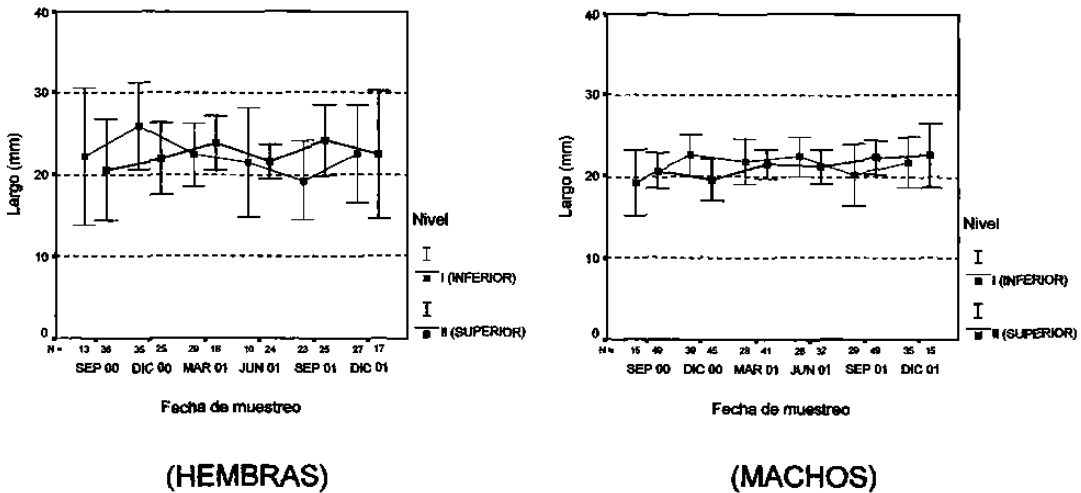 40
30
20
10
0
Largo (mm)
Nivel
I (INFERIOR)
II (SUPERIOR)
N = 13 36 35 25 29 18 10 24 23 25 27 17
SEP 00 DIC 00 MAR 01 JUN 01 SEP 01 DIC 01
Fecha de muestreo
(HEMBRAS)
40
30
20
10
0
Largo (mm)
Nivel
I (INFERIOR)
II (SUPERIOR)
N = 15 49 39 45 28 41 28 32 29 49 35 15
SEP 00 DIC 00 MAR 01 JUN 01 SEP 01 DIC 01
Fecha de muestreo
(MACHOS)